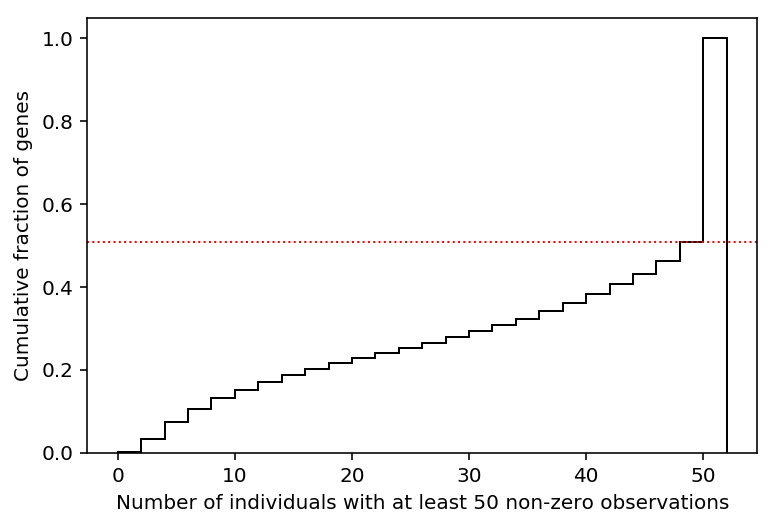 Cumulative fraction of genes
1.0
0.8
0.6
0.4
0.2
0.0
0 10 20 30 40 50
Number of individuals with at least 50 non-zero observations